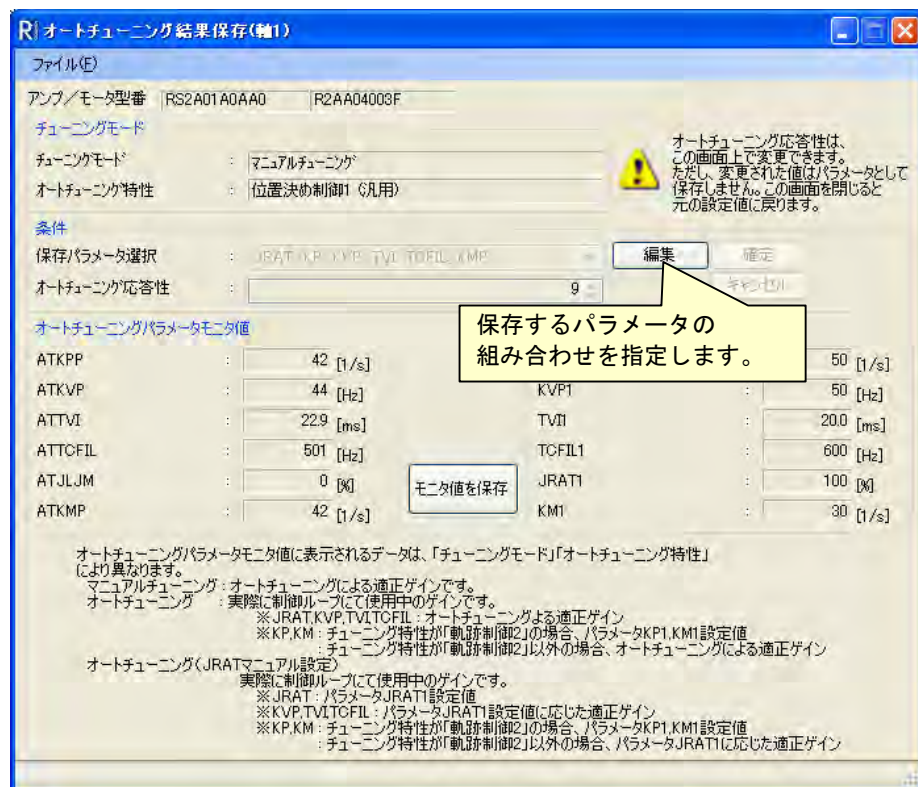 オートチューニング結果保存(軸1)
ファイル(F)
アンプ/モータ型番 RS2A01A0AA0 R2AA04003F
チューニングモード
チューニングモード : マニュアルチューニング
オートチューニング特性 : 位置決め制御1 (汎用)
オートチューニング応答性は、
この画面上で変更できます。
ただし、変更された値はパラメータとして
保存しません。この画面を閉じると
元の設定値に戻ります。
条件
保存パラメータ選択 : JRAT, KP, KVP, TVI, TCFIL, KMP 編集 確定
オートチューニング応答性 : 9 キャンセル
保存するパラメータの
組み合わせを指定します。
オートチューニングパラメータモニタ値
ATKPP : 42 [1/s] 50 [1/s]
ATKVP : 44 [Hz] KVP1 : 50 [Hz]
ATTVI : 22.9 [ms] TVI1 : 20.0 [ms]
ATTCFIL : 501 [Hz] TCFIL1 : 600 [Hz]
ATJLJM : 0 [%] JRAT1 : 100 [%]
モニタ値を保存
ATKMP : 42 [1/s] KM1 : 30 [1/s]
オートチューニングパラメータモニタ値に表示されるデータは、「チューニングモード」「オートチューニング特性」
により異なります。
マニュアルチューニング : オートチューニングによる適正ゲインです。
オートチューニング : 実際に制御ループにて使用中のゲインです。
※JRAT,KVP,TVI,TCFIL : オートチューニングよる適正ゲイン
※KP,KM : チューニング特性が「軌跡制御2」の場合、パラメータKP1,KM1設定値
: チューニング特性が「軌跡制御2」以外の場合、オートチューニングによる適正ゲイン
オートチューニング(JRATマニュアル設定)
実際に制御ループにて使用中のゲインです。
※JRAT : パラメータJRAT1設定値
※KVP,TVI,TCFIL : パラメータJRAT1設定値に応じた適正ゲイン
※KP,KM : チューニング特性が「軌跡制御2」の場合、パラメータKP1,KM1設定値
: チューニング特性が「軌跡制御2」以外の場合、パラメータJRAT1に応じた適正ゲイン